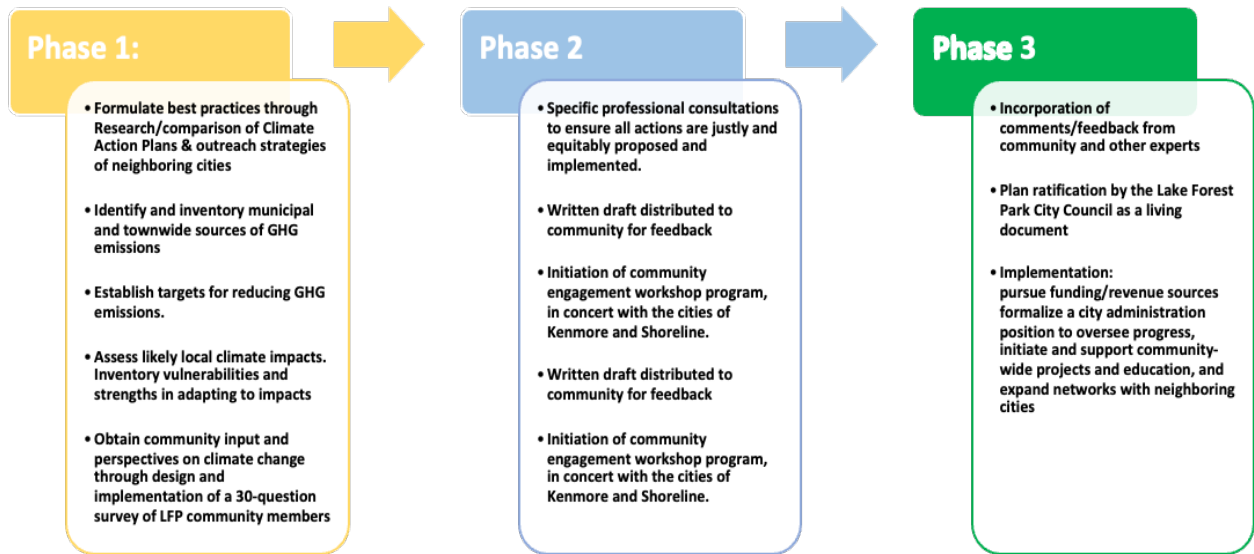 Phase 1:
• Formulate best practices through
Research/comparison of Climate
Action Plans & outreach strategies
of neighboring cities
• Identify and inventory municipal
and townwide sources of GHG
emissions
• Establish targets for reducing GHG
emissions.
• Assess likely local climate impacts.
Inventory vulnerabilities and
strengths in adapting to impacts
• Obtain community input and
perspectives on climate change
through design and
implementation of a 30-question
survey of LFP community members
Phase 2
• Specific professional consultations
to ensure all actions are justly and
equitably proposed and
implemented.
• Written draft distributed to
community for feedback
• Initiation of community
engagement workshop program,
in concert with the cities of
Kenmore and Shoreline.
• Written draft distributed to
community for feedback
• Initiation of community
engagement workshop program,
in concert with the cities of
Kenmore and Shoreline.
Phase 3
• Incorporation of
comments/feedback from
community and other experts
• Plan ratification by the Lake Forest
Park City Council as a living
document
• Implementation:
pursue funding/revenue sources
formalize a city administration
position to oversee progress,
initiate and support community-
wide projects and education, and
expand networks with neighboring
cities